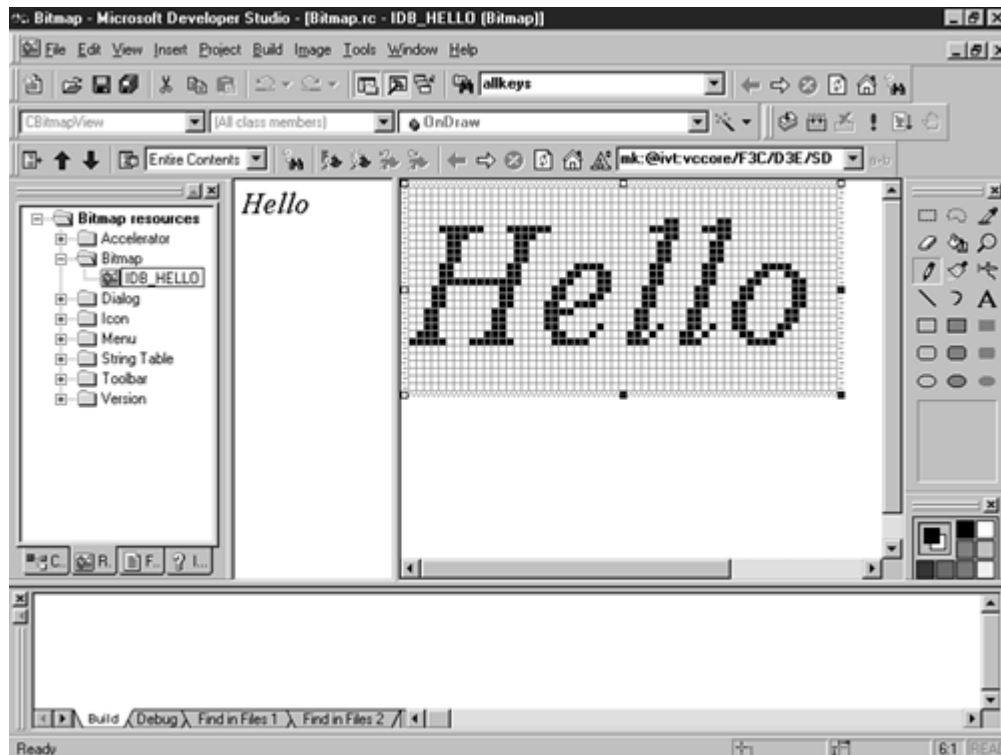 Bitmap - Microsoft Developer Studio - [Bitmap.rc - IDB_HELLO (Bitmap)]
File Edit View Insert Project Build Image Tools Window Help
allkeys
CBitmapView (All class members) OnDraw
Entire Contents mk:@ivt:vccore/F3C/D3E/SD
Bitmap resources
Accelerator
Bitmap
IDB_HELLO
Dialog
Icon
Menu
String Table
Toolbar
Version
C.. R. F.. I...
Hello
Hello
A
Build Debug Find in Files 1 Find in Files 2
Ready 6:1 REA